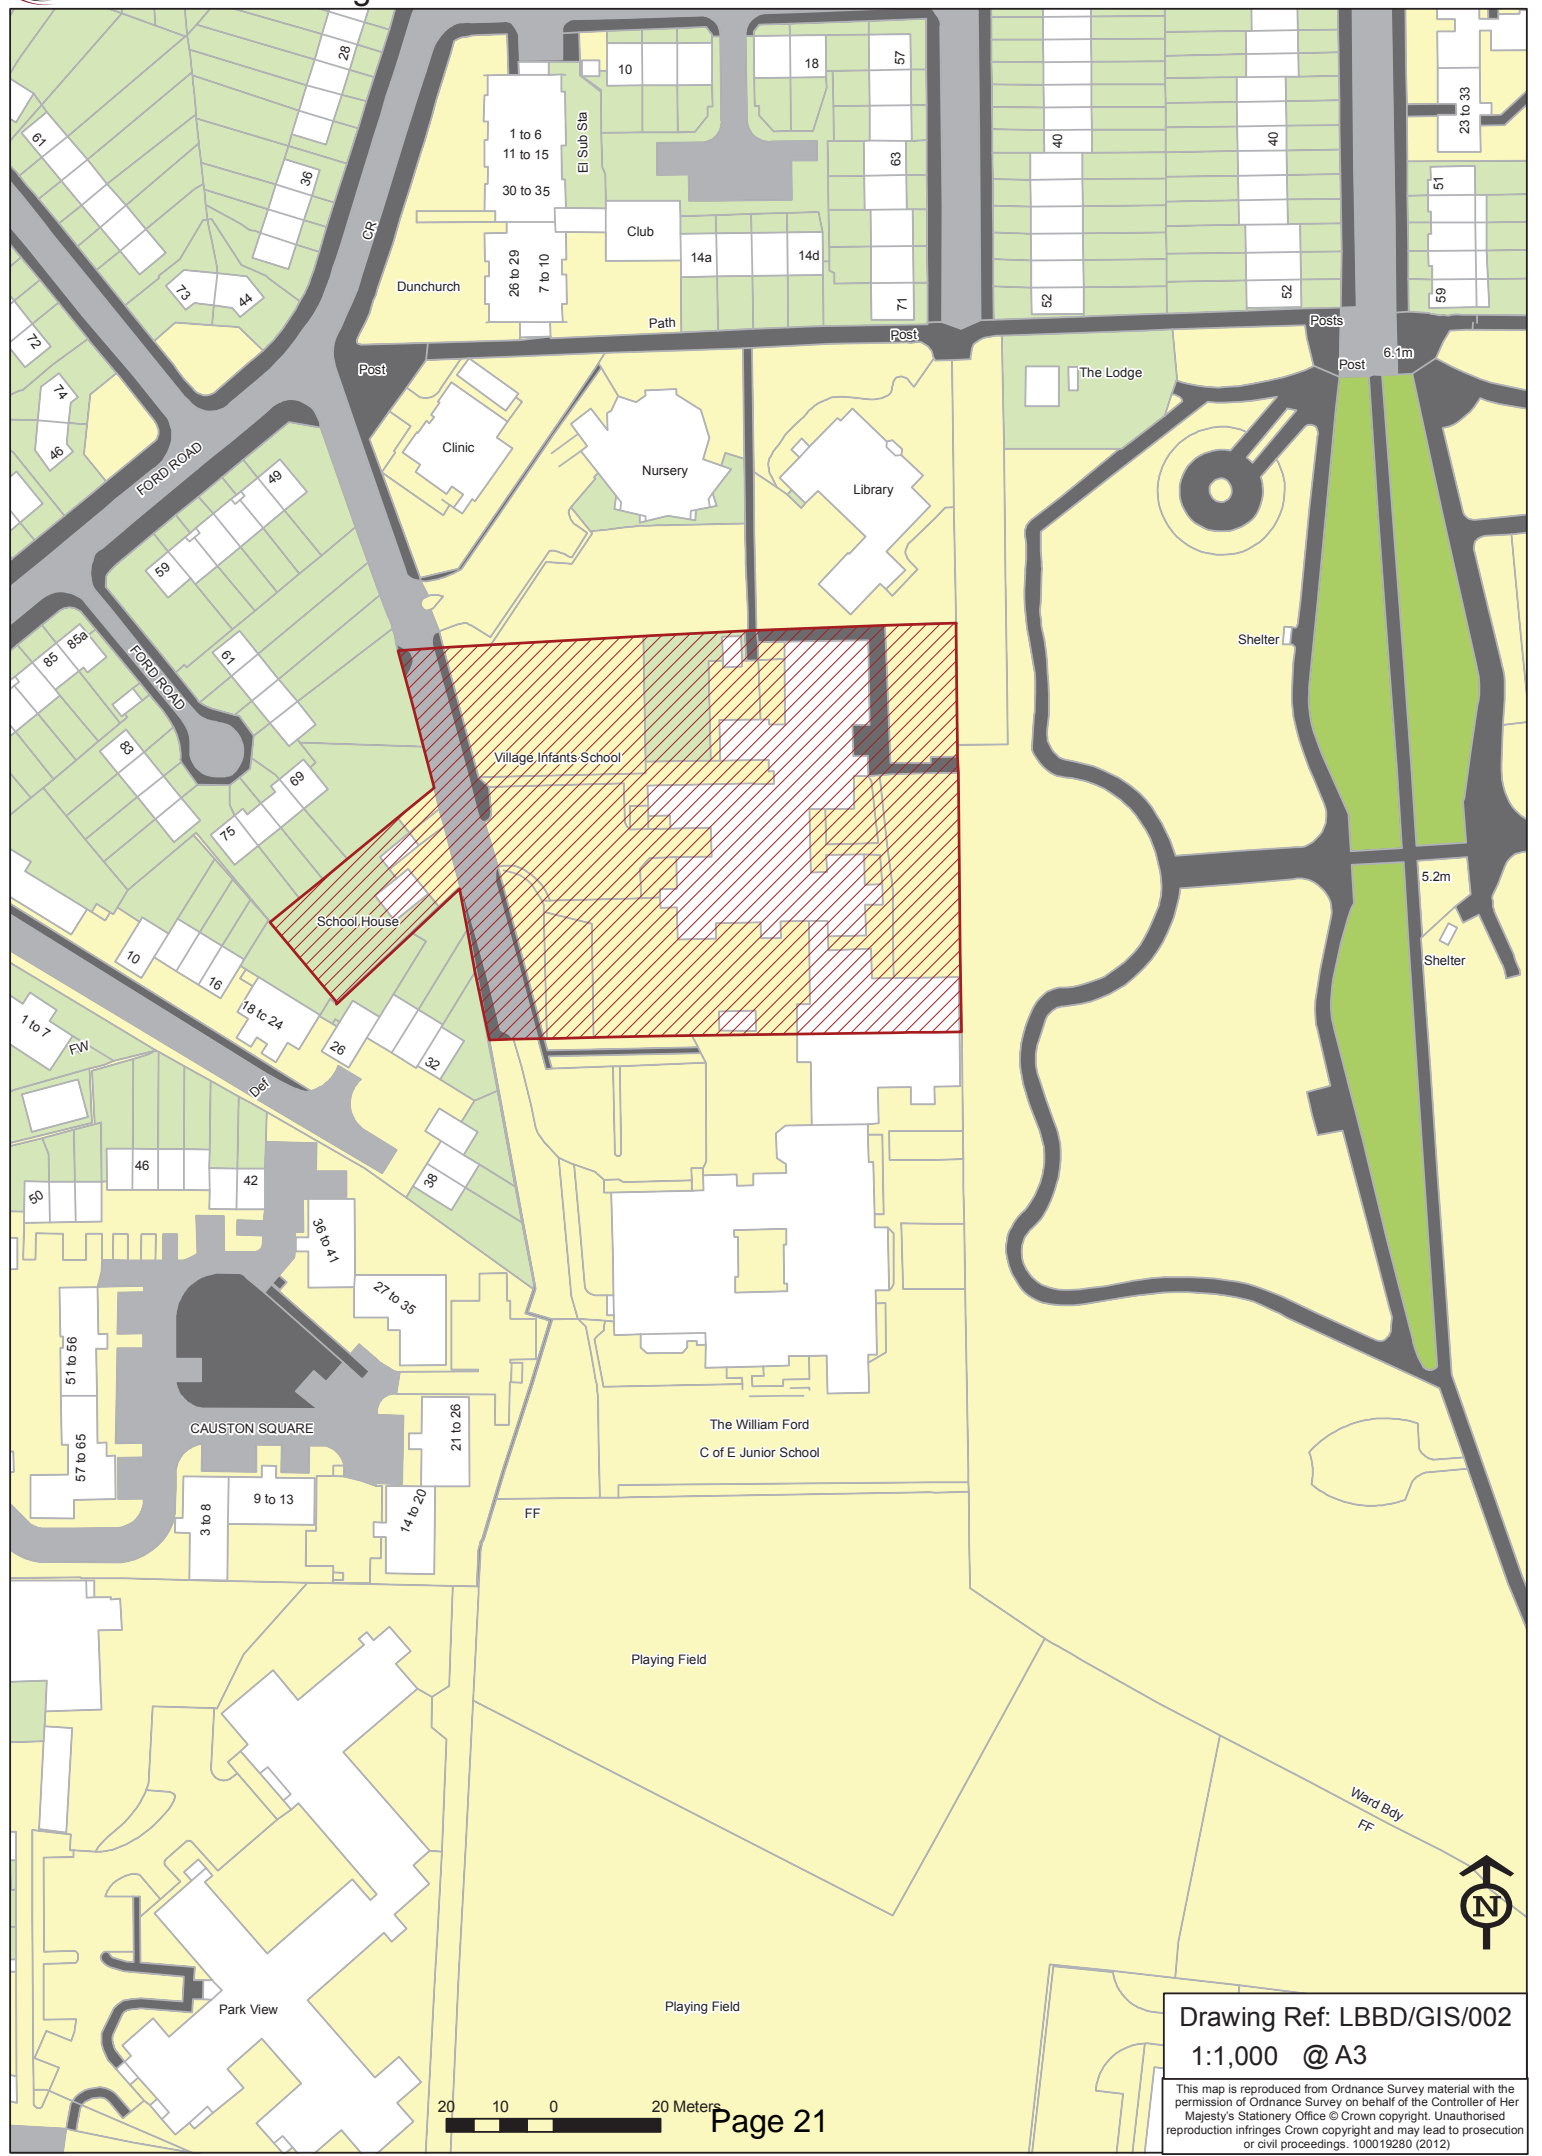 28
10
18
57
61
1 to 6
11 to 15
30 to 35
El Sub Sta
40
40
23 to 33
63
36
51
CR
Club
14a
14d
26 to 29
7 to 10
Dunchurch
73
44
71
52
52
59
Path
Post
Posts
72
Post
Post
6.1m
The Lodge
74
46
Clinic
Nursery
Library
FORD ROAD
49
59
85
85a
FORD ROAD
61
Shelter
83
69
75
Village Infants School
5.2m
School House
10
16
18 tc 24
26
32
Shelter
1 to 7
FW
Def
46
42
50
38
36 to 41
27 to 35
51 to 56
57 to 65
CAUSTON SQUARE
21 to 26
The William Ford
C of E Junior School
9 to 13
3 to 8
14 to 20
FF
Playing Field
Ward Bdy
FF
N
Park View
Playing Field
Drawing Ref: LBBD/GIS/002
1:1,000 @ A3
This map is reproduced from Ordnance Survey material with the
permission of Ordnance Survey on behalf of the Controller of Her
Majesty's Stationery Office © Crown copyright. Unauthorised
reproduction infringes Crown copyright and may lead to prosecution
or civil proceedings. 100019280 (2012)
20 10 0 20 Meters
Page 21